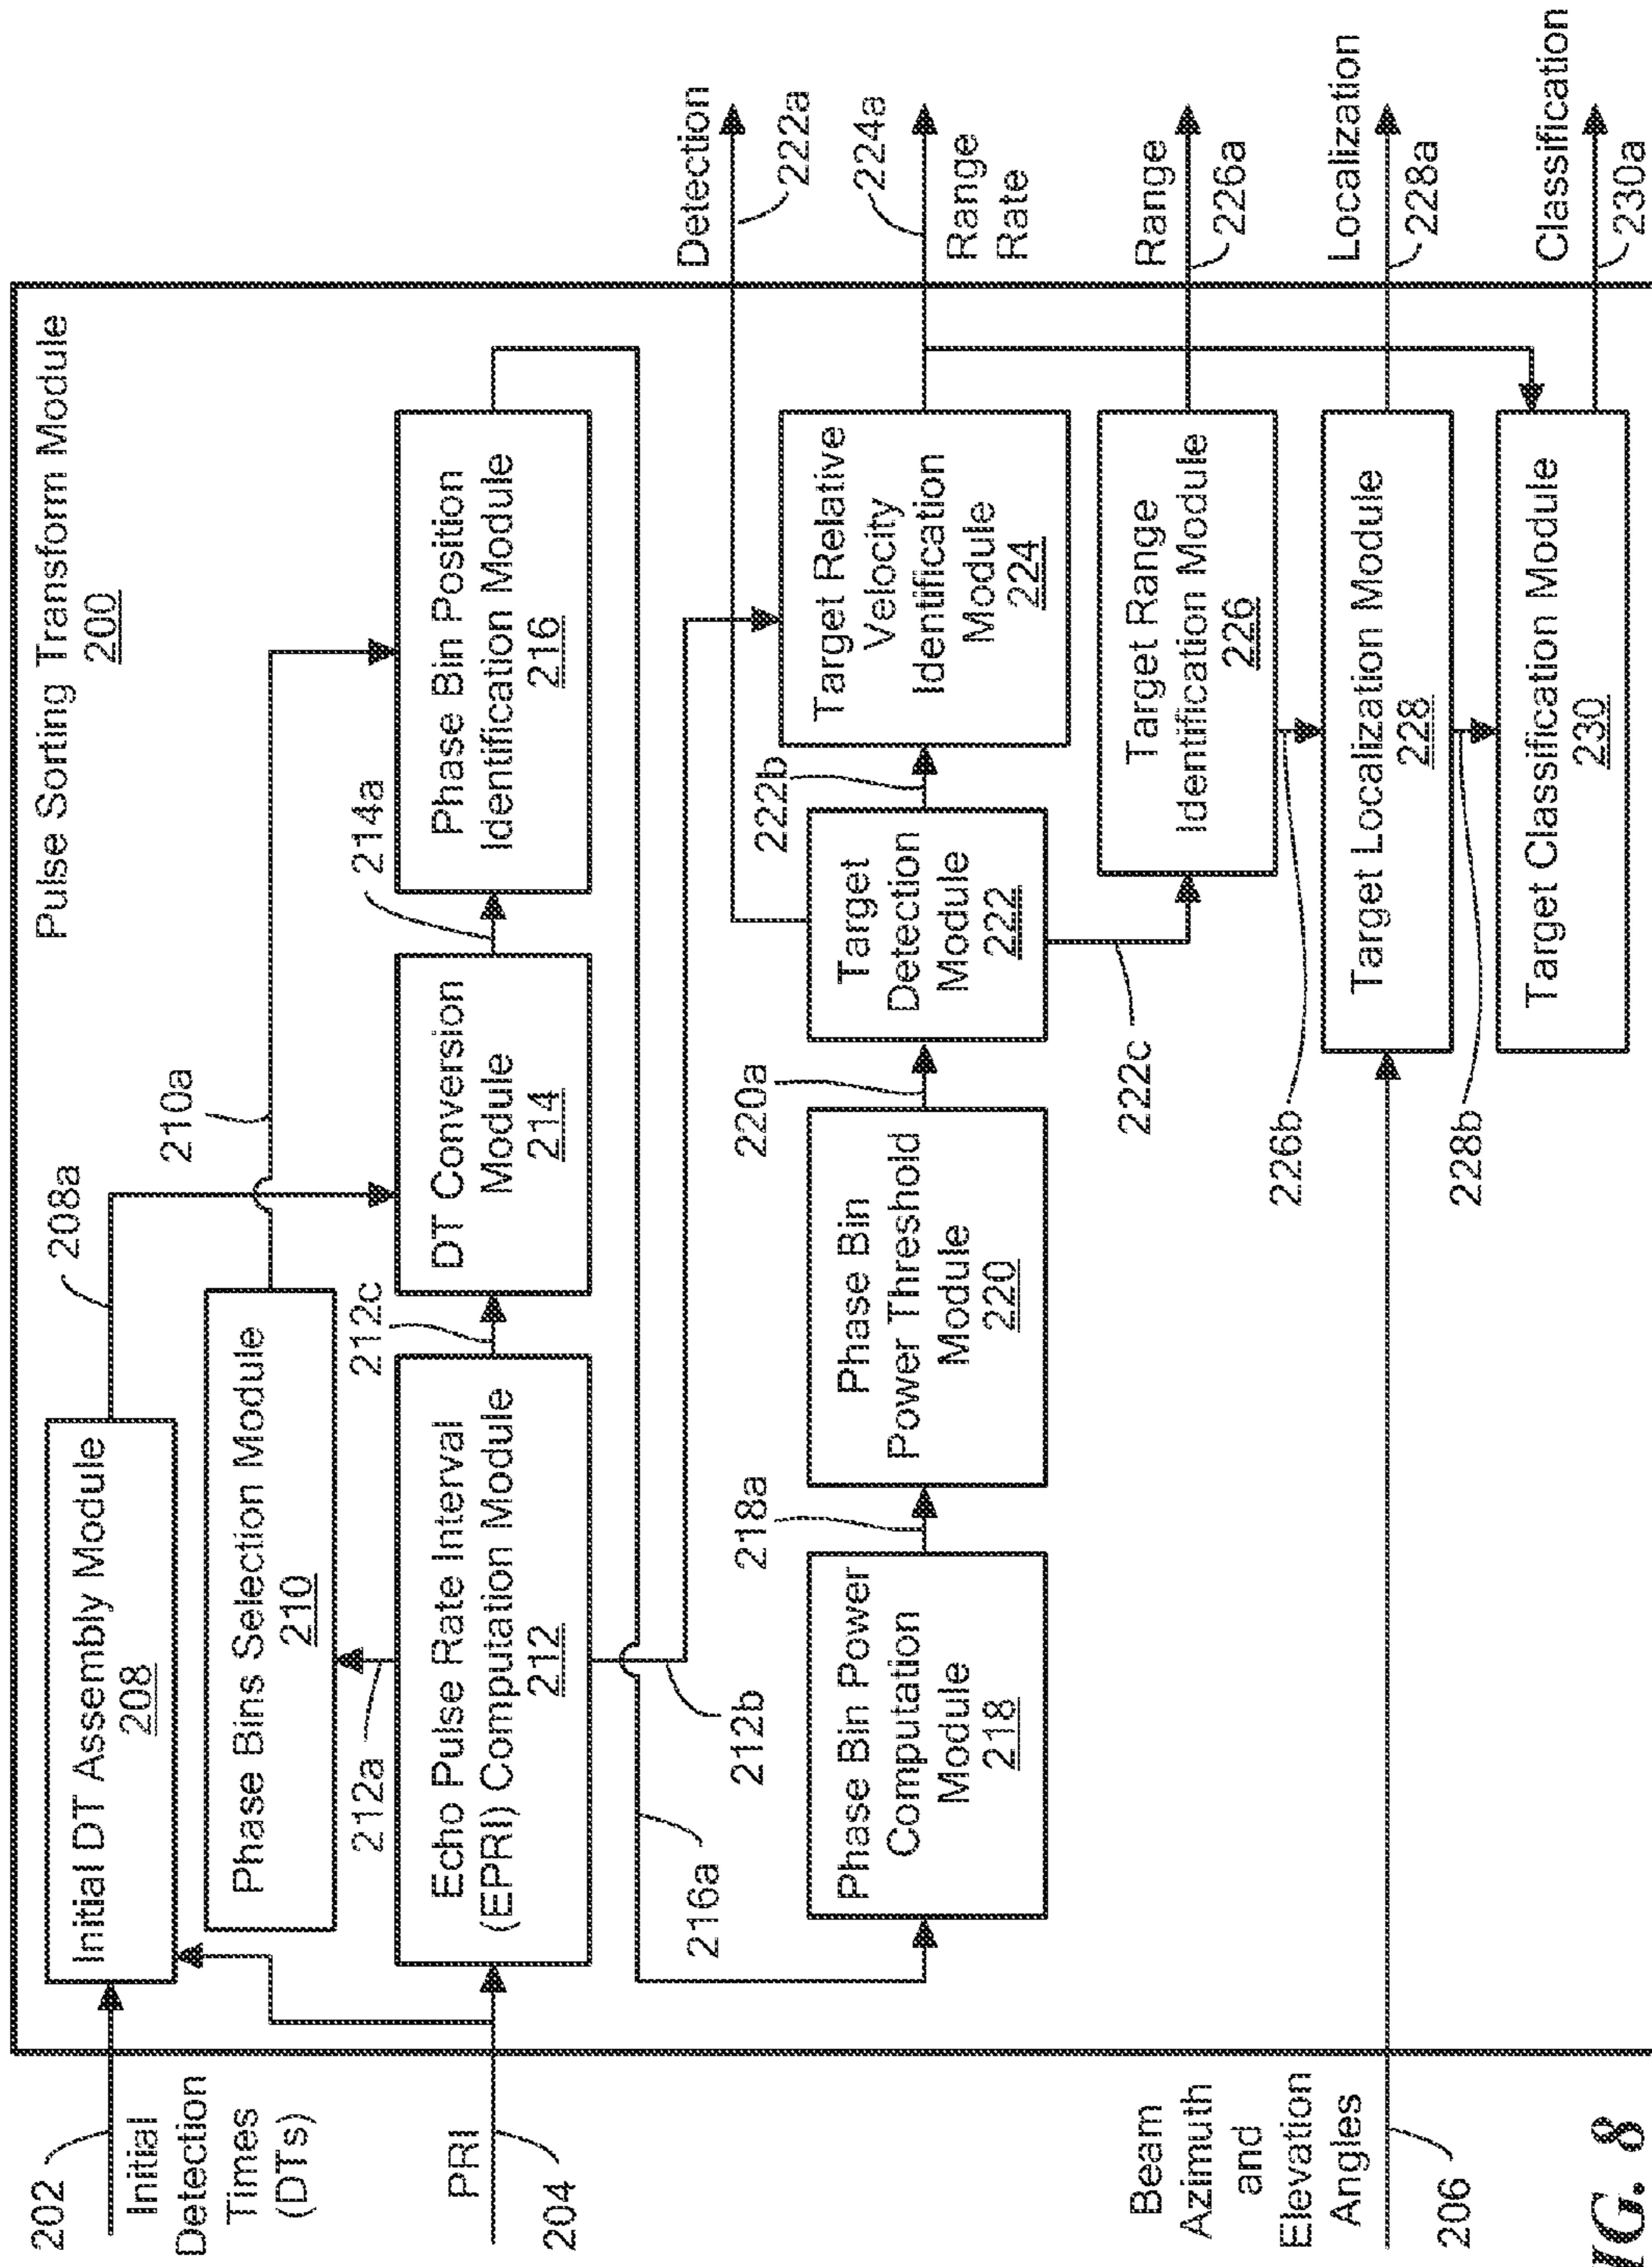 Pulse Sorting Transform Module
200
202
Initial
Detection
Times
(DTs)
PRI
204
Beam
Azimuth
and
Elevation
Angles
206
Initial DT Assembly Module
208
208a
Phase Bins Selection Module
210
210a
212a
Echo Pulse Rate Interval
(EPRI) Computation Module
212
212c
212b
DT Conversion
Module
214
214a
Phase Bin Position
Identification Module
216
216a
Phase Bin Power
Computation
Module
218
218a
Phase Bin
Power Threshold
Module
220
220a
Target
Detection
Module
222
222b
222c
Target Relative
Velocity
Identification
Module
224
Target Range
Identification Module
226
226b
Target Localization Module
228
228b
Target Classification Module
230
Detection
222a
224a
Range
Rate
Range
226a
Localization
228a
Classification
230a
IG. 8